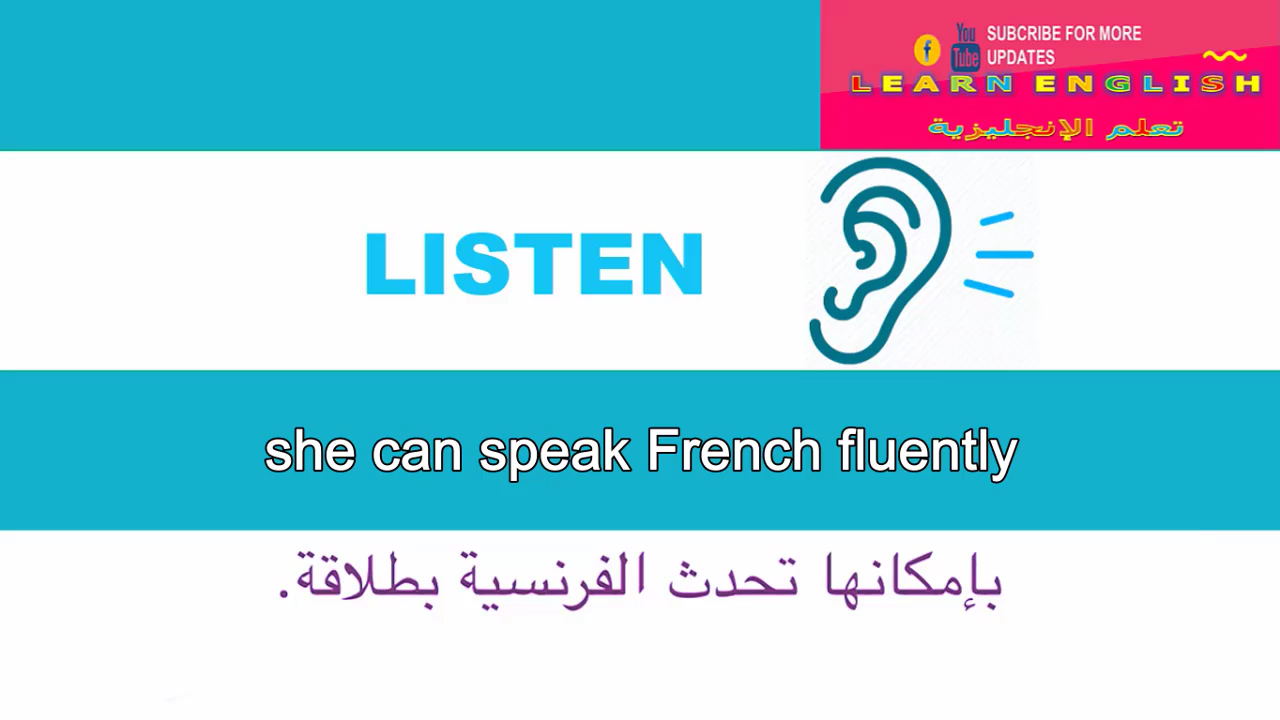 f You Tube SUBCRIBE FOR MORE
UPDATES
LEARN ENGLISH
تعلم الإنجليزية
LISTEN
she can speak French fluently
بإمكانها تحدث الفرنسية بطلاقة.